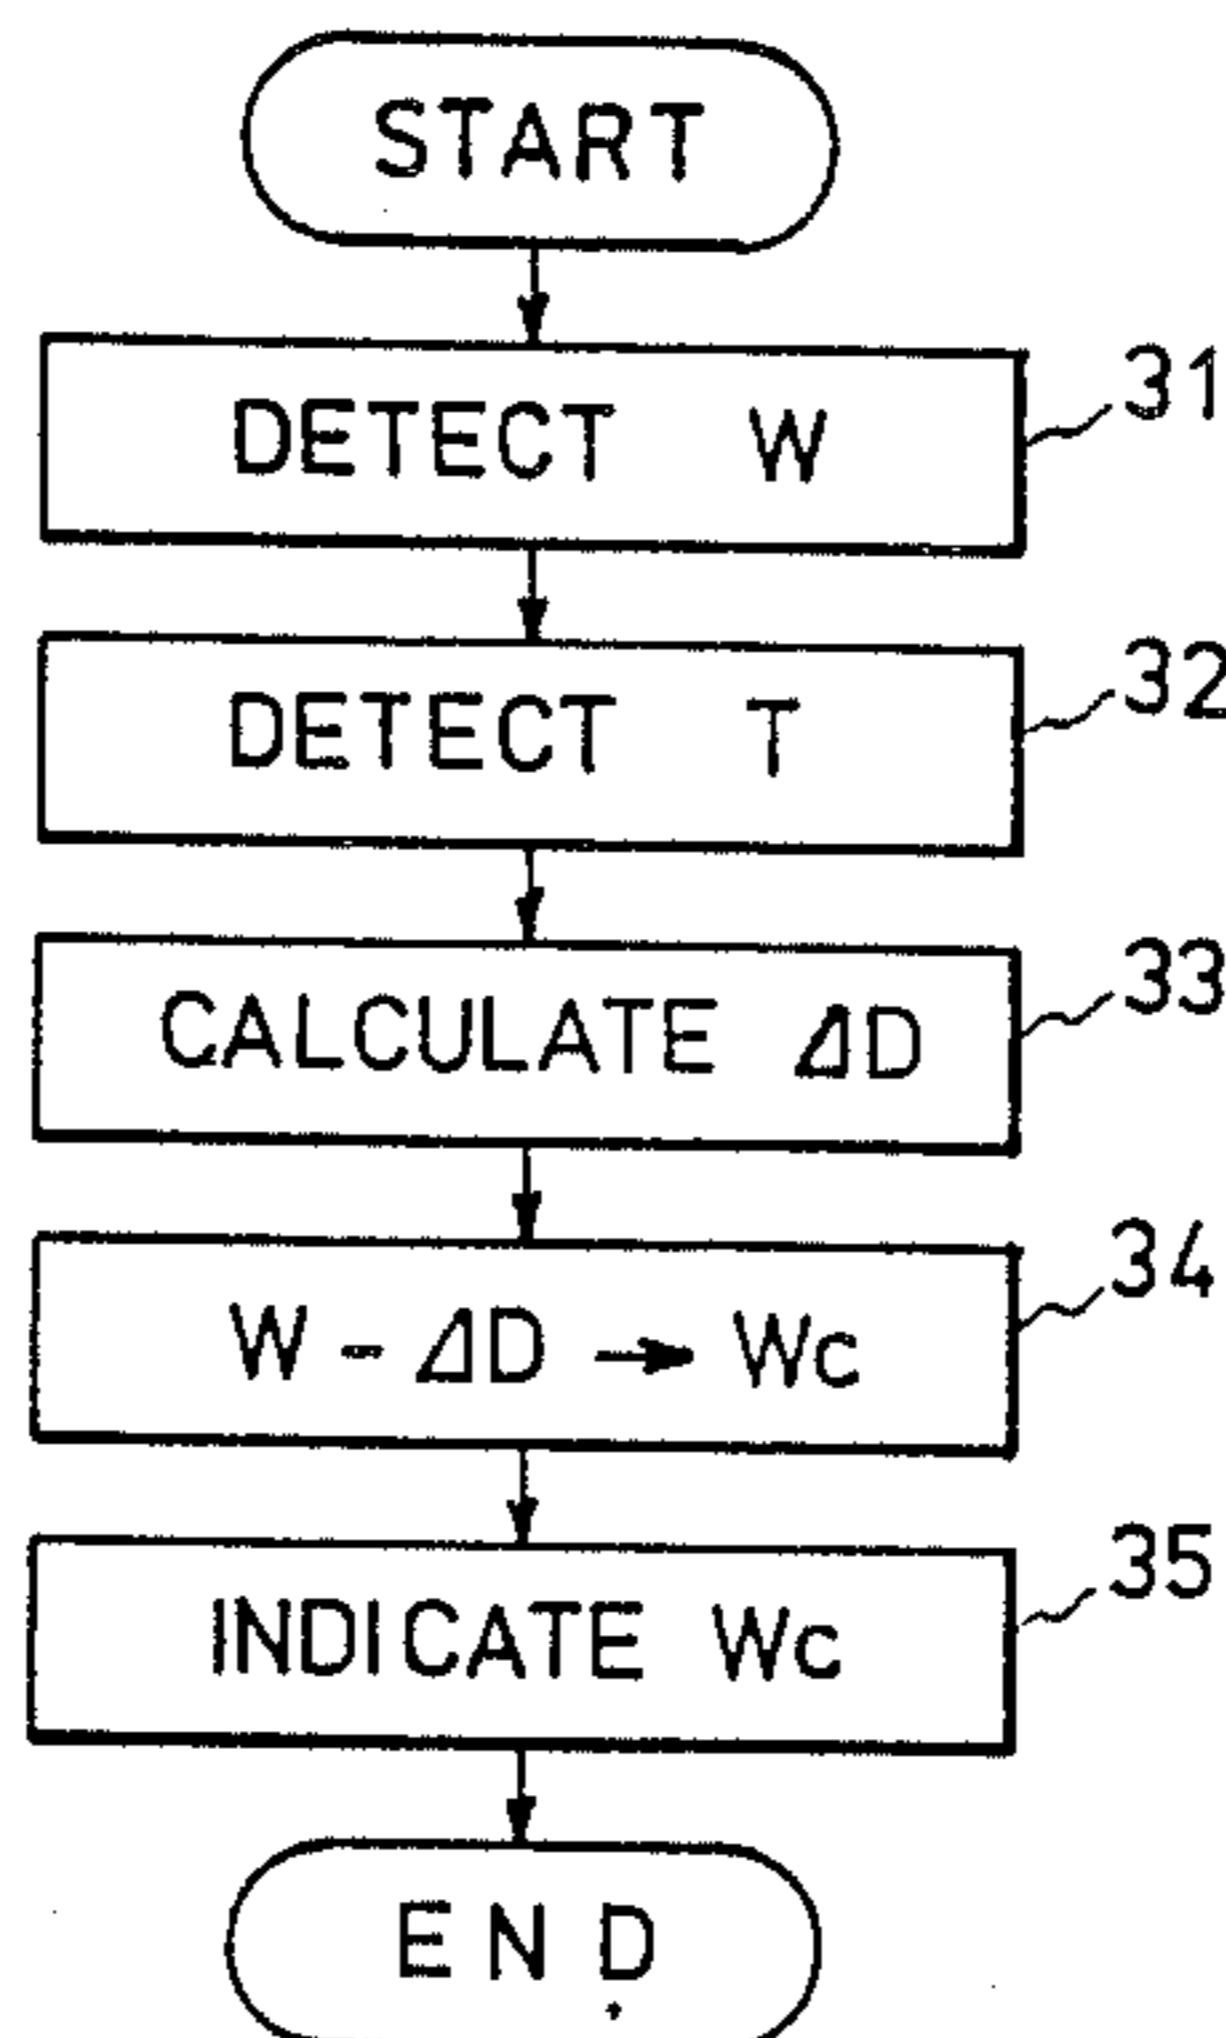 START
DETECT W
31
DETECT T
32
CALCULATE ΔD
33
W - ΔD → Wc
34
INDICATE Wc
35
END